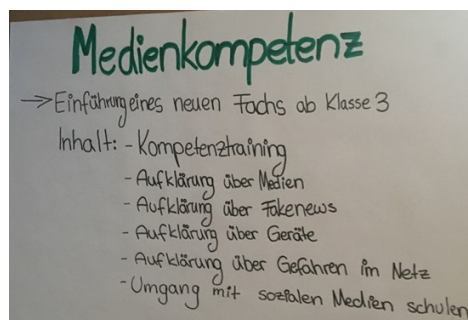 Medienkompetenz
→ Einführung eines neuen Fachs ab Klasse 3
Inhalt: - Kompetenztraining
- Aufklärung über Medien
- Aufklärung über Fakenews
- Aufklärung über Geräte
- Aufklärung über Gefahren im Netz
- Umgang mit sozialen Medien schulen